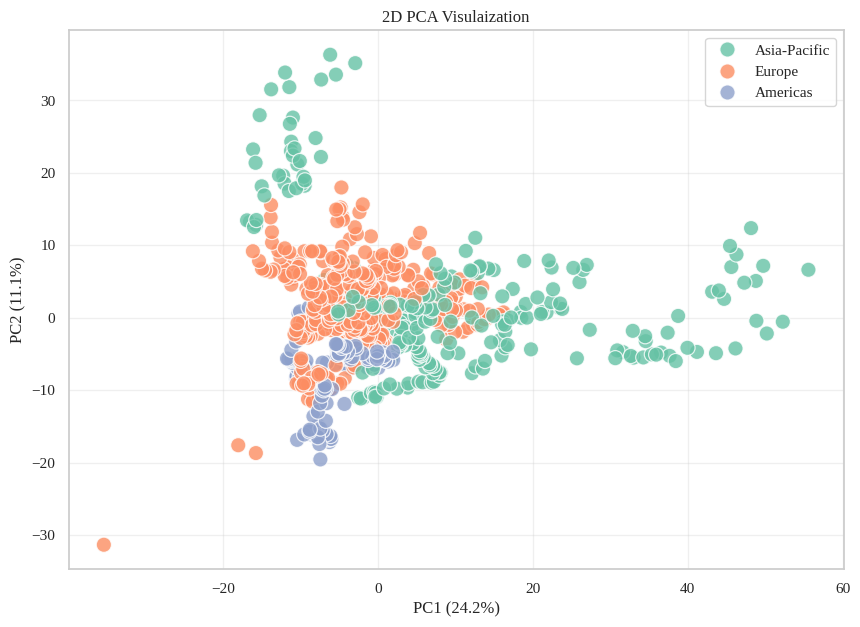 2D PCA Visulaization
Asia-Pacific
Europe
Americas
PC2 (11.1%)
30
20
10
0
−10
−20
−30
−20
0
20
40
60
PC1 (24.2%)